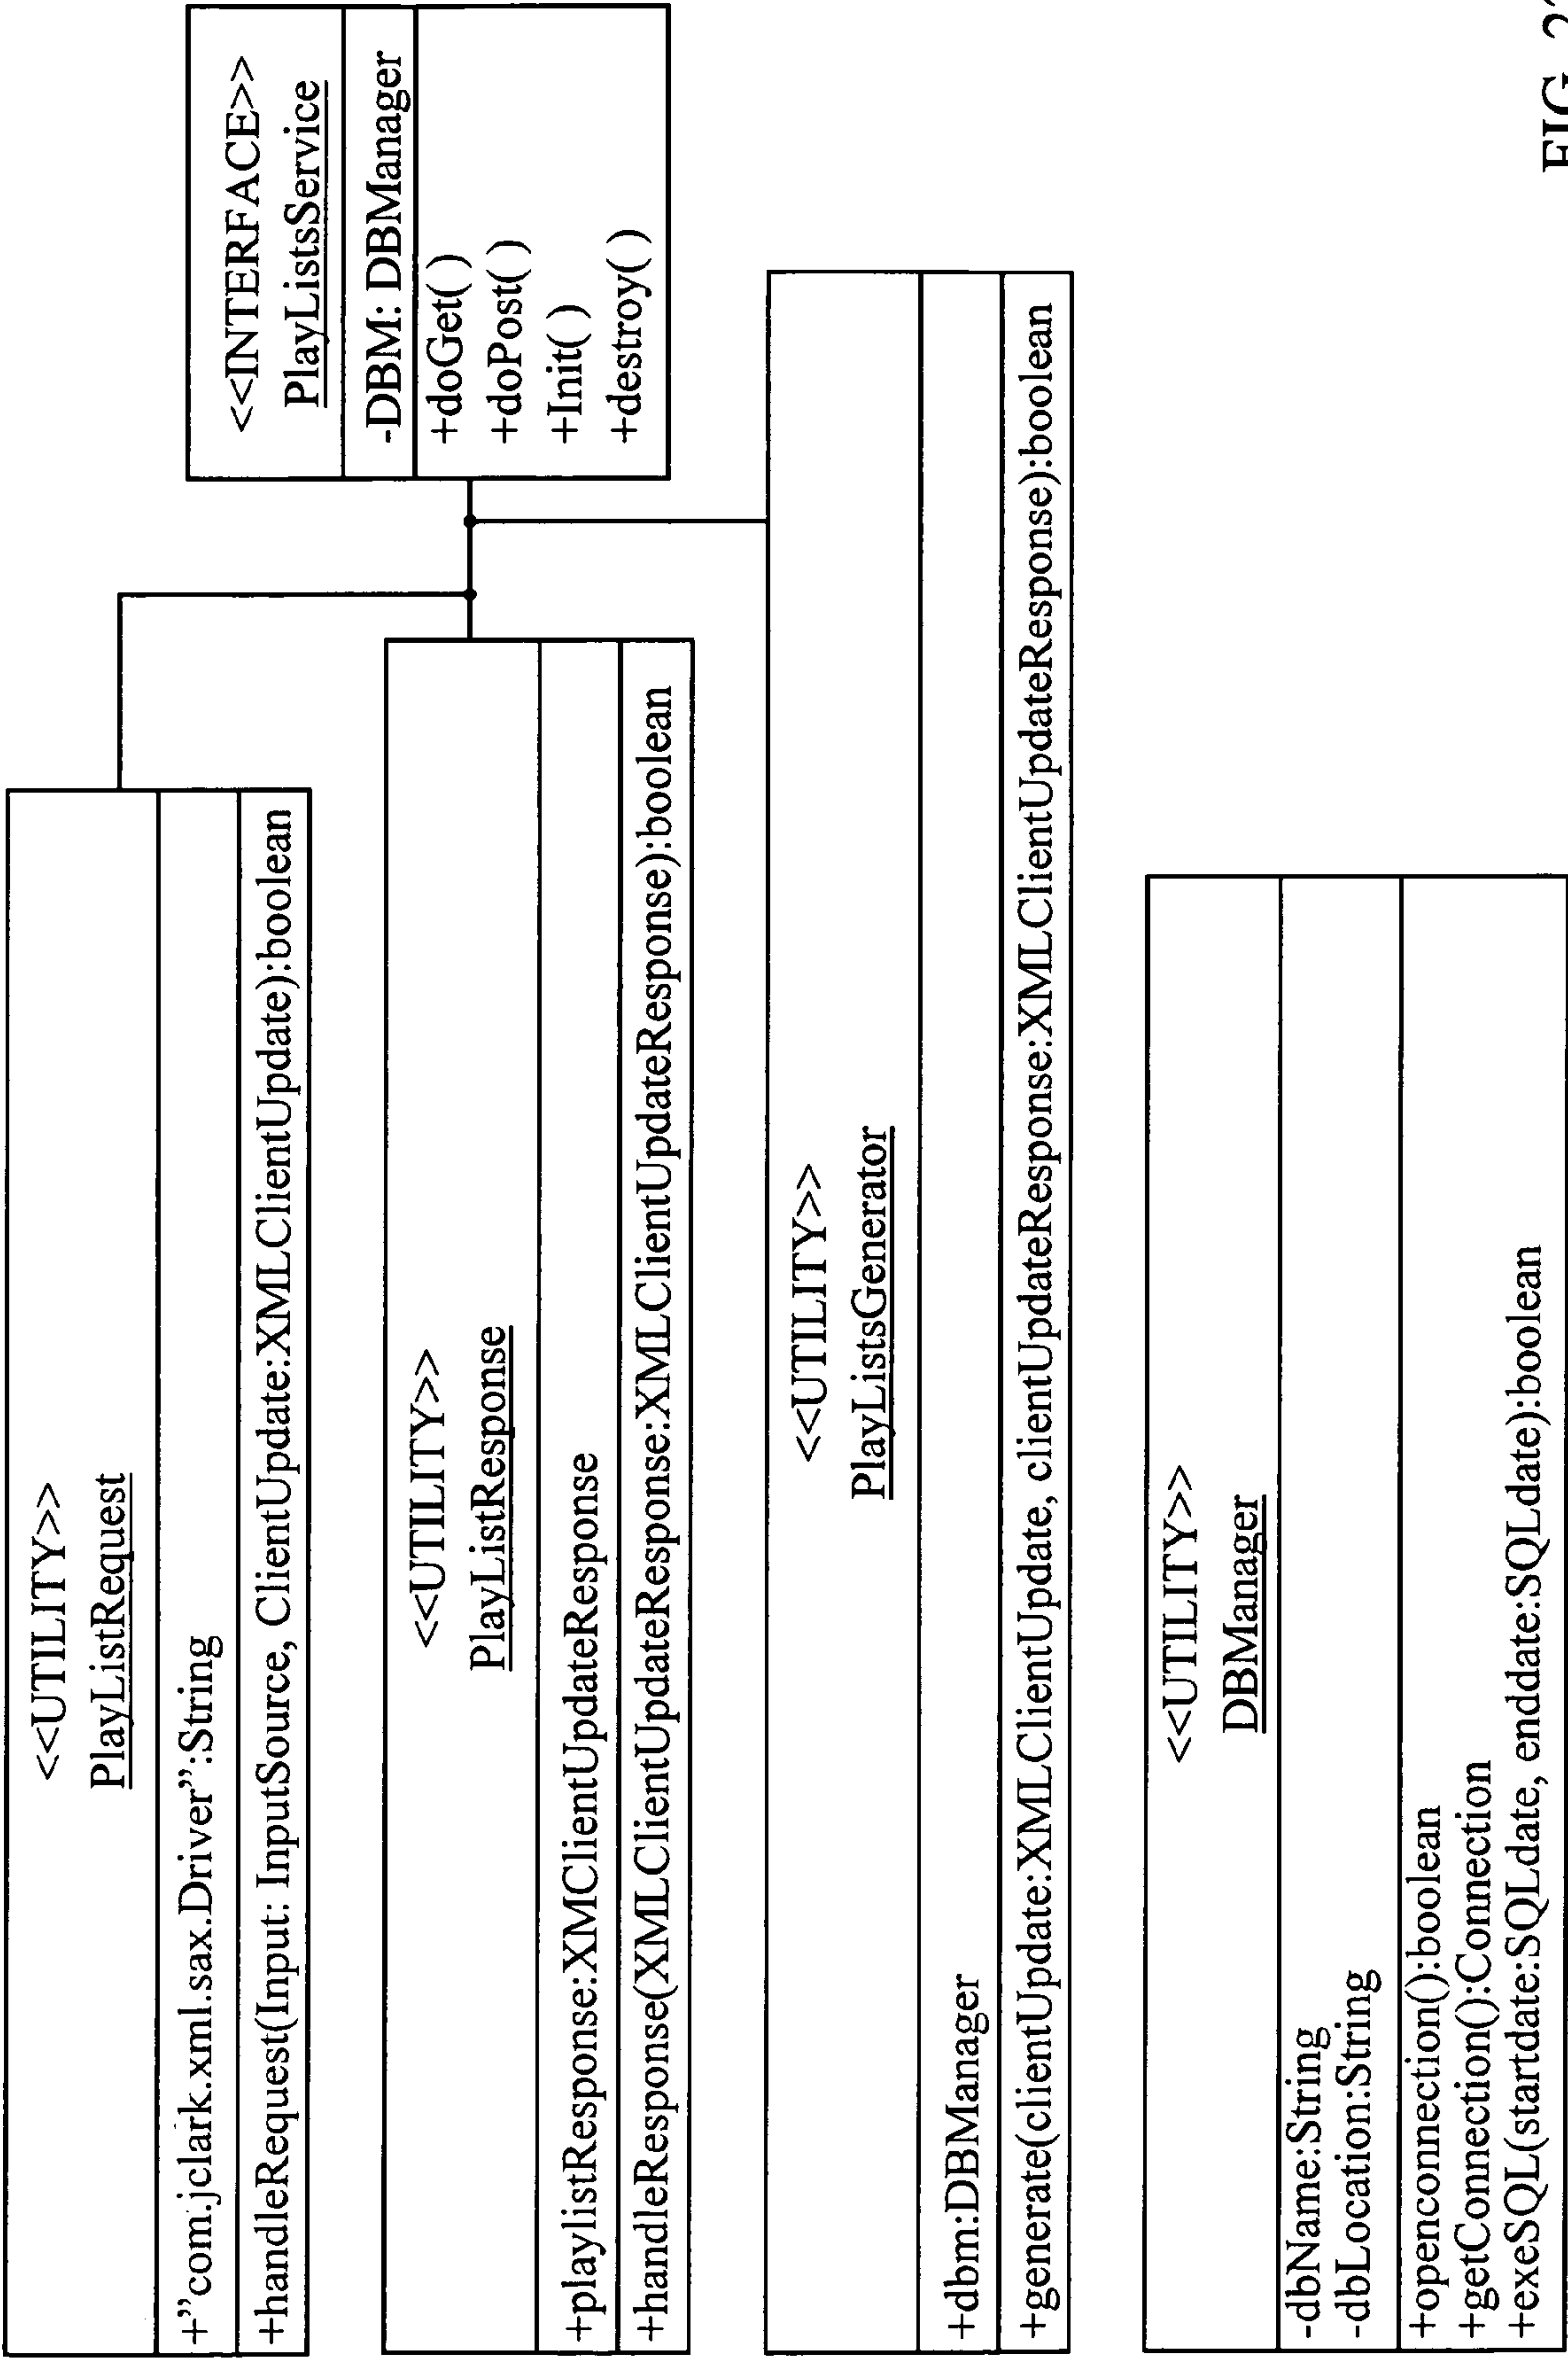 <<UTILITY>>
PlayListRequest
+"com.jclark.xml.sax.Driver":String
+handleRequest(Input: InputSource, ClientUpdate:XMLClientUpdate):boolean
<<UTILITY>>
PlayListResponse
+playlistResponse:XMClientUpdateResponse
+handleResponse(XMLClientUpdateResponse:XMLClientUpdateResponse):boolean
<<INTERFACE>>
PlayListsService
-DBM: DBManager
+doGet( )
+doPost( )
+Init( )
+destroy( )
<<UTILITY>>
PlayListsGenerator
+dbm:DBManager
+generate(clientUpdate:XMLClientUpdate, clientUpdateResponse:XMLClientUpdateResponse):boolean
<<UTILITY>>
DBManager
-dbName:String
-dbLocation:String
+openconnection():boolean
+getConnection():Connection
+exeSQL(startdate:SQLdate, enddate:SQLdate):boolean
FIG.